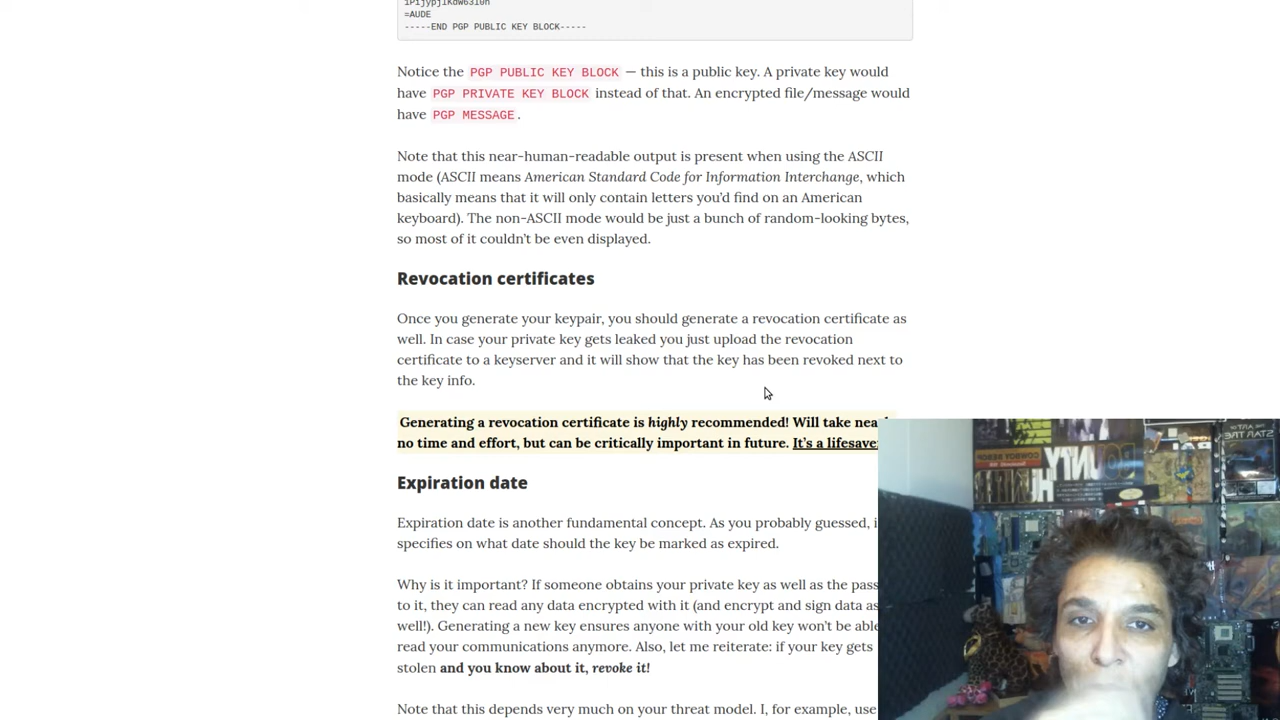 =AUDE
-----END PGP PUBLIC KEY BLOCK-----
Notice the PGP PUBLIC KEY BLOCK — this is a public key. A private key would
have PGP PRIVATE KEY BLOCK instead of that. An encrypted file/message would
have PGP MESSAGE.
Note that this near-human-readable output is present when using the ASCII
mode (ASCII means American Standard Code for Information Interchange, which
basically means that it will only contain letters you’d find on an American
keyboard). The non-ASCII mode would be just a bunch of random-looking bytes,
so most of it couldn’t be even displayed.
Revocation certificates
Once you generate your keypair, you should generate a revocation certificate as
well. In case your private key gets leaked you just upload the revocation
certificate to a keyserver and it will show that the key has been revoked next to
the key info.
Generating a revocation certificate is highly recommended! Will take nea
no time and effort, but can be critically important in future. It’s a lifesaver
Expiration date
Expiration date is another fundamental concept. As you probably guessed, i
specifies on what date should the key be marked as expired.
Why is it important? If someone obtains your private key as well as the pass
to it, they can read any data encrypted with it (and encrypt and sign data as
well!). Generating a new key ensures anyone with your old key won’t be able
read your communications anymore. Also, let me reiterate: if your key gets
stolen and you know about it, revoke it!
Note that this depends very much on your threat model. I, for example, use
COWBOY BEBOP
BOUNTY
THE ART OF
STAR TRE